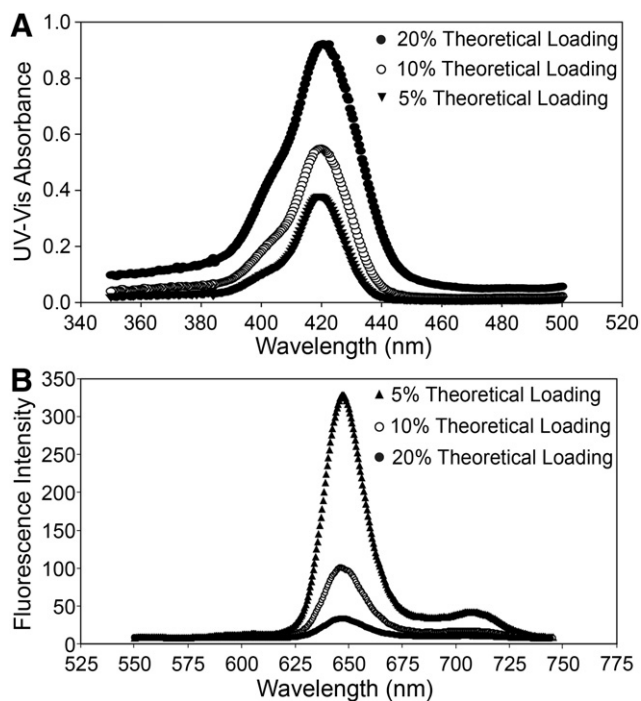 A
1.0
0.8
0.6
0.4
0.2
0.0
UV-Vis Absorbance
● 20% Theoretical Loading
○ 10% Theoretical Loading
▼ 5% Theoretical Loading
340 360 380 400 420 440 460 480 500 520
Wavelength (nm)
B
350
300
250
200
150
100
50
0
Fluorescence Intensity
▲ 5% Theoretical Loading
○ 10% Theoretical Loading
● 20% Theoretical Loading
525 550 575 600 625 650 675 700 725 750 775
Wavelength (nm)